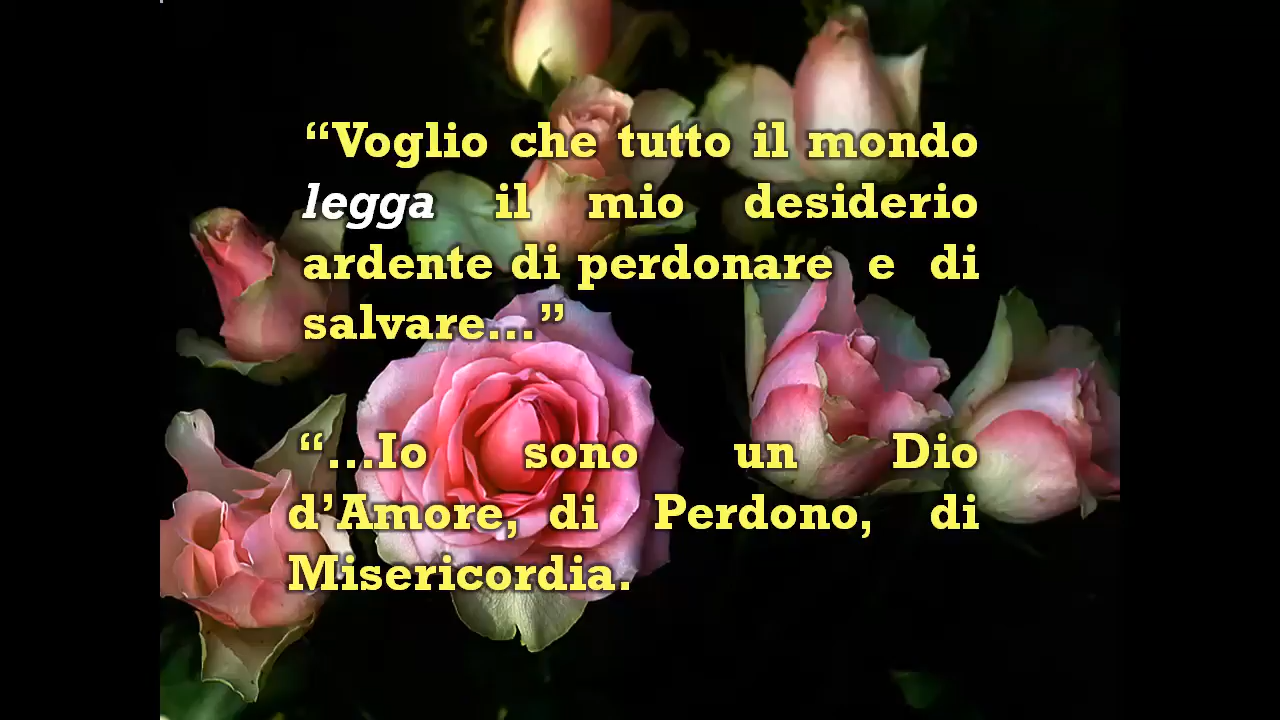 “Voglio che tutto il mondo
legga il mio desiderio
ardente di perdonare e di
salvare...”
“...Io sono un Dio
d’Amore, di Perdono, di
Misericordia.